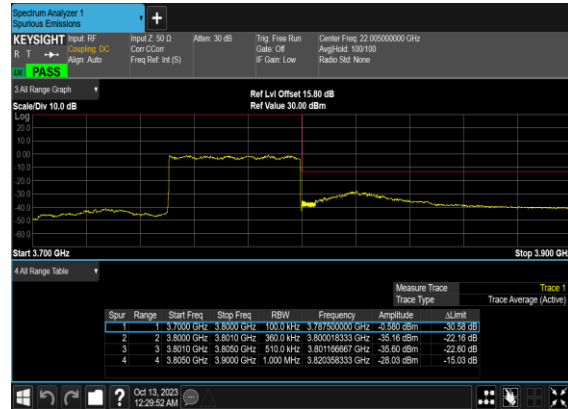 Spectrum Analyzer 1
Spurious Emissions
+
KEYSIGHT Input: RF Input Z: 50 Ω Atten: 30 dB Trig: Free Run Center Freq: 22.005000000 GHz
R T Coupling: DC Corr CCorr Gate: Off Avg|Hold: 100/100
Align: Auto Freq Ref: Int (S) IF Gain: Low Radio Std: None
LW PASS
3 All Range Graph
Ref Lvl Offset 15.80 dB
Scale/Div 10.0 dB Ref Value 30.00 dBm
Log
20.0
10.0
0.00
-10.0
-20.0
-30.0
-40.0
-50.0
-60.0
Start 3.700 GHz Stop 3.900 GHz
4 All Range Table
Measure Trace Trace 1
Trace Type Trace Average (Active)
Spur Range Start Freq Stop Freq RBW Frequency Amplitude ΔLimit
1 1 3.7000 GHz 3.8000 GHz 100.0 kHz 3.787500000 GHz -0.580 dBm -30.58 dB
2 2 3.8000 GHz 3.8010 GHz 360.0 kHz 3.800018333 GHz -35.16 dBm -22.16 dB
3 3 3.8010 GHz 3.8050 GHz 510.0 kHz 3.801166667 GHz -35.60 dBm -22.60 dB
4 4 3.8050 GHz 3.9000 GHz 1.000 MHz 3.820358333 GHz -28.03 dBm -15.03 dB
? Oct 13, 2023
12:29:52 AM